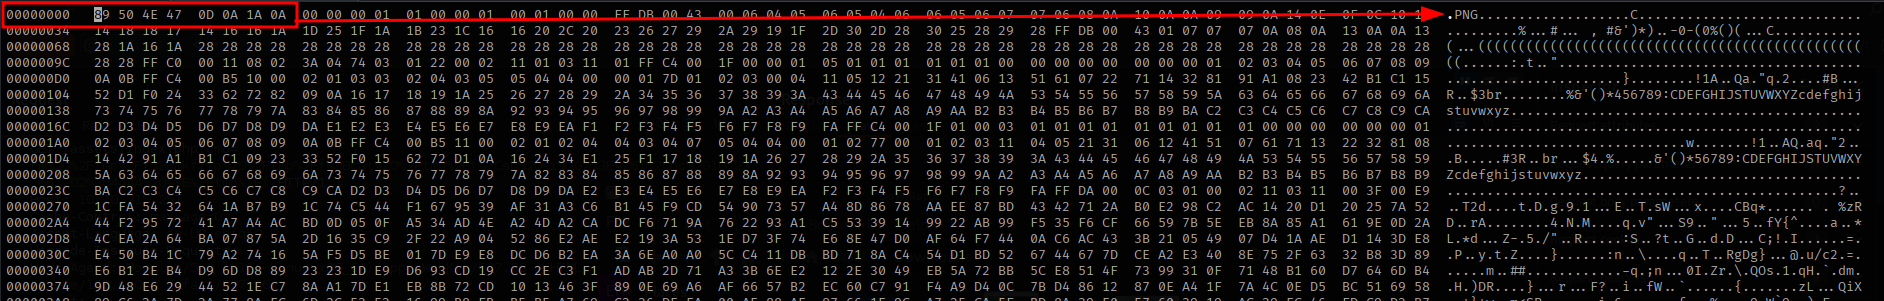 00000000 89 50 4E 47 0D 0A 1A 0A 00 00 00 01 01 00 00 01 00 01 00 00 FF DB 00 43 00 06 04 05 06 05 04 06 06 05 06 07 07 06 08 0A 10 0A 0A 09 09 0A 14 0E 0F 0C 10 .PNG...............C................................
00000034 14 18 18 17 14 16 16 1A 1D 25 1F 1A 1B 23 1C 16 16 20 2C 20 23 26 27 29 2A 29 19 1F 2D 30 2D 28 30 25 28 29 28 FF DB 00 43 01 07 07 07 0A 08 0A 13 0A 0A 13 .........%...#... , #&')*)..-0-(0%()(...C...........
00000068 28 1A 16 1A 28 28 28 28 28 28 28 28 28 28 28 28 28 28 28 28 28 28 28 28 28 28 28 28 28 28 28 28 28 28 28 28 28 28 28 28 28 28 28 28 28 28 28 28 28 28 28 28 (...((((((((((((((((((((((((((((((((((((((((((((((((
0000009C 28 28 FF C0 00 11 08 02 3A 04 74 03 01 22 00 02 11 01 03 11 01 FF C4 00 1F 00 00 01 05 01 01 01 01 01 01 00 00 00 00 00 00 00 00 01 02 03 04 05 06 07 08 09 ((......:.t.."......................................
000000D0 0A 0B FF C4 00 B5 10 00 02 01 03 03 02 04 03 05 05 04 04 00 00 01 7D 01 02 03 00 04 11 05 12 21 31 41 06 13 51 61 07 22 71 14 32 81 91 A1 08 23 42 B1 C1 15 ......................}........!1A..Qa."q.2....#B...
00000104 52 D1 F0 24 33 62 72 82 09 0A 16 17 18 19 1A 25 26 27 28 29 2A 34 35 36 37 38 39 3A 43 44 45 46 47 48 49 4A 53 54 55 56 57 58 59 5A 63 64 65 66 67 68 69 6A R..$3br........%&'()*456789:CDEFGHIJSTUVWXYZcdefghij
00000138 73 74 75 76 77 78 79 7A 83 84 85 86 87 88 89 8A 92 93 94 95 96 97 98 99 9A A2 A3 A4 A5 A6 A7 A8 A9 AA B2 B3 B4 B5 B6 B7 B8 B9 BA C2 C3 C4 C5 C6 C7 C8 C9 CA stuvwxyz............................................
0000016C D2 D3 D4 D5 D6 D7 D8 D9 DA E1 E2 E3 E4 E5 E6 E7 E8 E9 EA F1 F2 F3 F4 F5 F6 F7 F8 F9 FA FF C4 00 1F 01 00 03 01 01 01 01 01 01 01 01 01 00 00 00 00 00 00 01 ....................................................
000001A0 02 03 04 05 06 07 08 09 0A 0B FF C4 00 B5 11 00 02 01 02 04 04 03 04 07 05 04 04 00 01 02 77 00 01 02 03 11 04 05 21 31 06 12 41 51 07 61 71 13 22 32 81 08 .............................w.......!1..AQ.aq."2..
000001D4 14 42 91 A1 B1 C1 09 23 33 52 F0 15 62 72 D1 0A 16 24 34 E1 25 F1 17 18 19 1A 26 27 28 29 2A 35 36 37 38 39 3A 43 44 45 46 47 48 49 4A 53 54 55 56 57 58 59 .B.....#3R..br...$4.%.....&'()*56789:CDEFGHIJSTUVWXY
00000208 5A 63 64 65 66 67 68 69 6A 73 74 75 76 77 78 79 7A 82 83 84 85 86 87 88 89 8A 92 93 94 95 96 97 98 99 9A A2 A3 A4 A5 A6 A7 A8 A9 AA B2 B3 B4 B5 B6 B7 B8 B9 Zcdefghijstuvwxyz...................................
0000023C BA C2 C3 C4 C5 C6 C7 C8 C9 CA D2 D3 D4 D5 D6 D7 D8 D9 DA E2 E3 E4 E5 E6 E7 E8 E9 EA F2 F3 F4 F5 F6 F7 F8 F9 FA FF DA 00 0C 03 01 00 02 11 03 11 00 3F 00 E9 .................................................?..
00000270 1C FA 54 32 64 1A B7 B9 1C 74 C5 44 F1 67 95 39 AF 31 A3 C6 B1 45 F9 CD 54 90 73 57 A4 8D 86 78 AA EE 87 BD 43 42 71 2A B0 E2 98 C2 AC 14 20 D1 20 25 7A 52
000002A4 44 F2 95 72 41 A7 A4 AC BD 0D 05 0F A5 34 AD 4E A2 4D 2A CA DC F6 71 9A 76 22 93 A1 C5 53 39 14 99 22 AB 99 F5 35 F6 CF 66 59 7B 5E EB 8A 85 A1 61 9E 0D 2A
000002D8 4C EA 2A 64 BA 07 87 5A 2D 16 35 C9 2F 22 A9 04 52 86 E2 AE E2 19 3A 53 1E D7 3F 74 E6 8E 47 D0 AF 64 F7 44 0A C6 AC 43 3B 21 05 49 07 D4 1A AE D1 14 3D E8
0000030C E4 50 B4 1C 79 A2 74 16 5A F5 D5 BE 01 7D E9 E8 DC D6 B2 EA 3A 6E A0 A0 5C C4 11 DB BD 71 8A C4 54 D1 BD 52 67 44 67 7D CE A2 E3 40 8E 75 2F 63 32 B8 3D 89
00000340 E6 B1 2E B4 D9 6D D8 89 23 23 1D E9 D6 93 CD 19 CC 2E C3 F1 AD AB 2D 71 A3 3B 6E E2 12 2E 30 49 EB 5A 72 BB 5C E8 51 4F 73 99 31 0F 71 48 B1 60 D7 64 6D B4
00000374 9D 48 E6 29 44 52 1E C7 8A A1 7D E1 EB 8B 72 CD 10 13 46 3F 89 0E 69 A6 AF 66 57 B2 EC 60 C7 91 F4 A9 D4 0C 7B D4 86 12 87 0E A4 1F 7A 4C 0E D5 BC 51 69 58